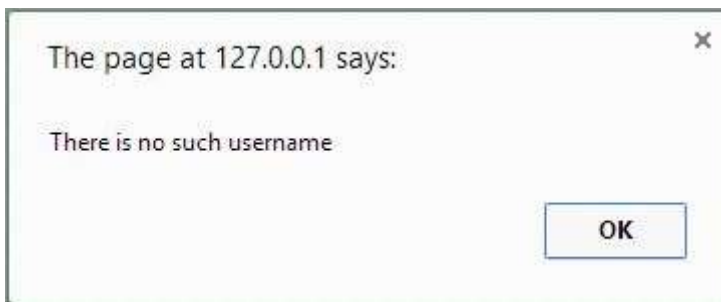 The page at 127.0.0.1 says:
There is no such username
OK